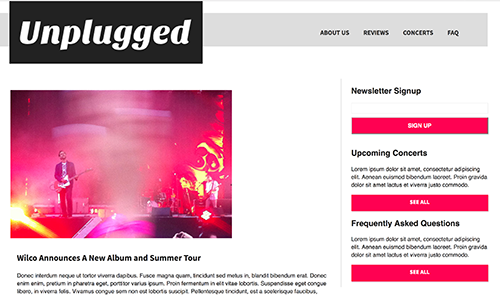 Unplugged
ABOUT US REVIEWS CONCERTS FAQ
Wilco Announces A New Album and Summer Tour
Donec interdum neque ut tortor viverra dapibus. Fusce magna quam, tincidunt sed metus in, blandit bibendum erat. Donec
enim enim, pretium in pharetra eget, porttitor varius ipsum. Proin fermentum in elit vitae lobortis. Suspendisse eget congue
libero, in viverra felis. Vivamus congue sem non est lobortis suscipit. Pellentesque tincidunt, est a scelerisque faucibus,
Newsletter Signup
SIGN UP
Upcoming Concerts
Lorem ipsum dolor sit amet, consectetur adipiscing
elit. Aenean euismod bibendum laoreet. Proin gravida
dolor sit amet lactus et viverra justo commodo.
SEE ALL
Frequently Asked Questions
Lorem ipsum dolor sit amet, consectetur adipiscing
elit. Aenean euismod bibendum laoreet. Proin gravida
dolor sit amet lactus et viverra justo commodo.
SEE ALL